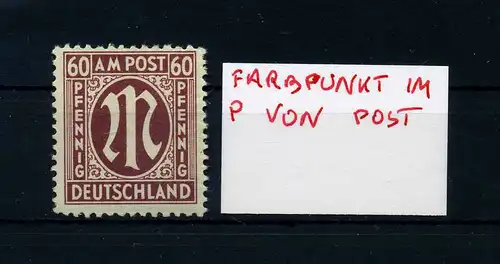 60 AM POST 60
PFENNIG
M
PFENNIG
DEUTSCHLAND
FARBPUNKT IM
P VON POST